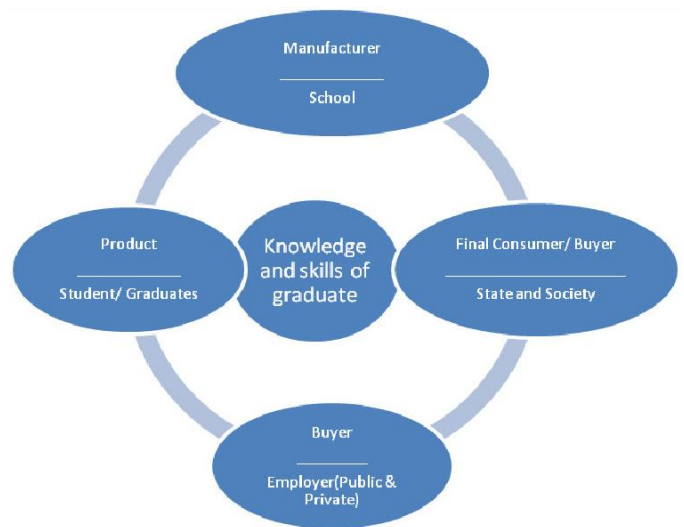 Manufacturer
School
Product
Student/ Graduates
Knowledge
and skills of
graduate
Final Consumer/ Buyer
State and Society
Buyer
Employer(Public &
Private)